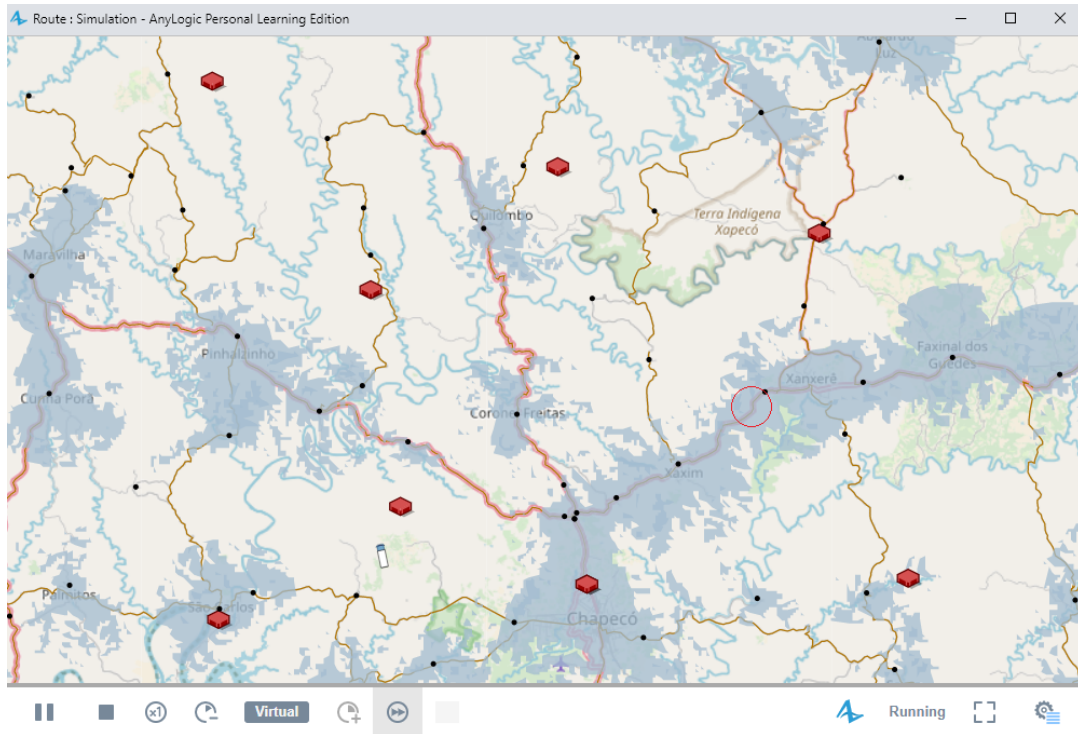 Route : Simulation - AnyLogic Personal Learning Edition
Abelardo
Luz
Quilombo
Terra Indígena
Xapecó
Maravilha
Pinhalzinho
Faxinal dos
Guedes
Xanxerê
Cunha Porã
Coronel Freitas
Xaxim
Palmitos
São Carlos
Chapecó
x1
Virtual
Running